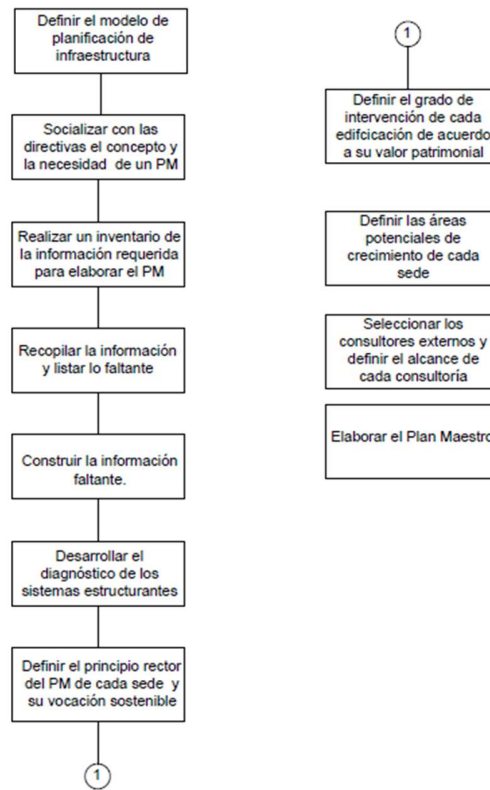 Definir el modelo de
planificación de
infraestructura
Socializar con las
directivas el concepto y
la necesidad de un PM
Realizar un inventario de
la información requerida
para elaborar el PM
Recopilar la información
y listar lo faltante
Construir la información
faltante.
Desarrollar el
diagnóstico de los
sistemas estructurantes
Definir el principio rector
del PM de cada sede y
su vocación sostenible
1
1
Definir el grado de
intervención de cada
edifcicación de acuerdo
a su valor patrimonial
Definir las áreas
potenciales de
crecimiento de cada
sede
Seleccionar los
consultores externos y
definir el alcance de
cada consultoría
Elaborar el Plan Maestro